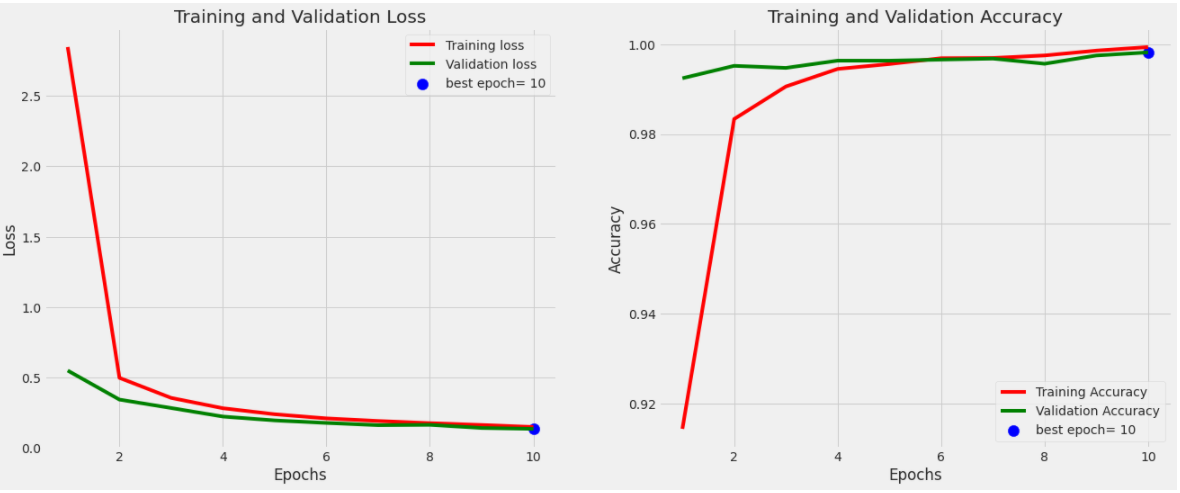 Training and Validation Loss
Training loss
Validation loss
best epoch= 10
2.5
2.0
1.5
1.0
0.5
0.0
Loss
2 4 6 8 10
Epochs
Training and Validation Accuracy
1.00
0.98
0.96
0.94
0.92
Accuracy
Training Accuracy
Validation Accuracy
best epoch= 10
2 4 6 8 10
Epochs